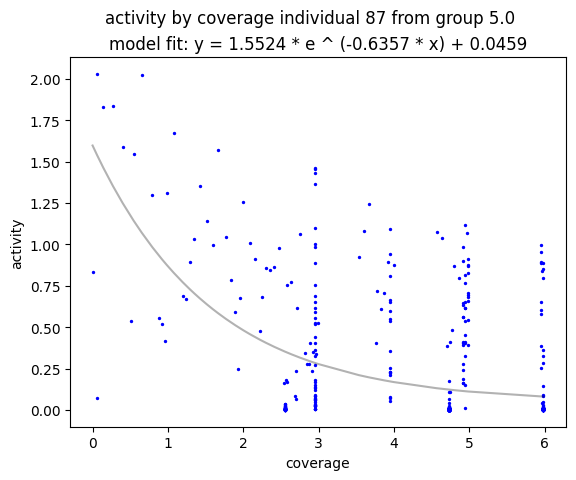 activity by coverage individual 87 from group 5.0
model fit: y = 1.5524 * e ^ (-0.6357 * x) + 0.0459
2.00
1.75
1.50
1.25
1.00
0.75
0.50
0.25
0.00
activity
0 1 2 3 4 5 6
coverage